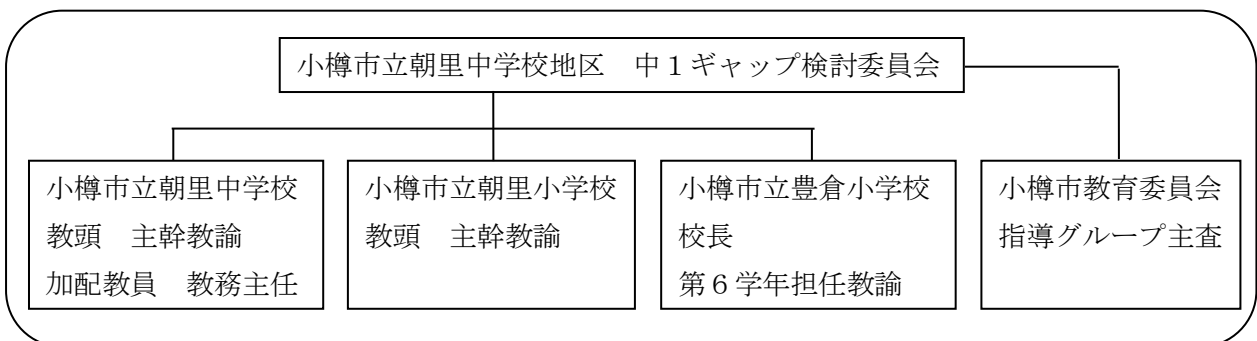 小樽市立朝里中学校地区　中１ギャップ検討委員会
小樽市立朝里中学校
教頭　主幹教諭
加配教員　教務主任
小樽市立朝里小学校
教頭　主幹教諭
小樽市立豊倉小学校
校長
第６学年担任教諭
小樽市教育委員会
指導グループ主査